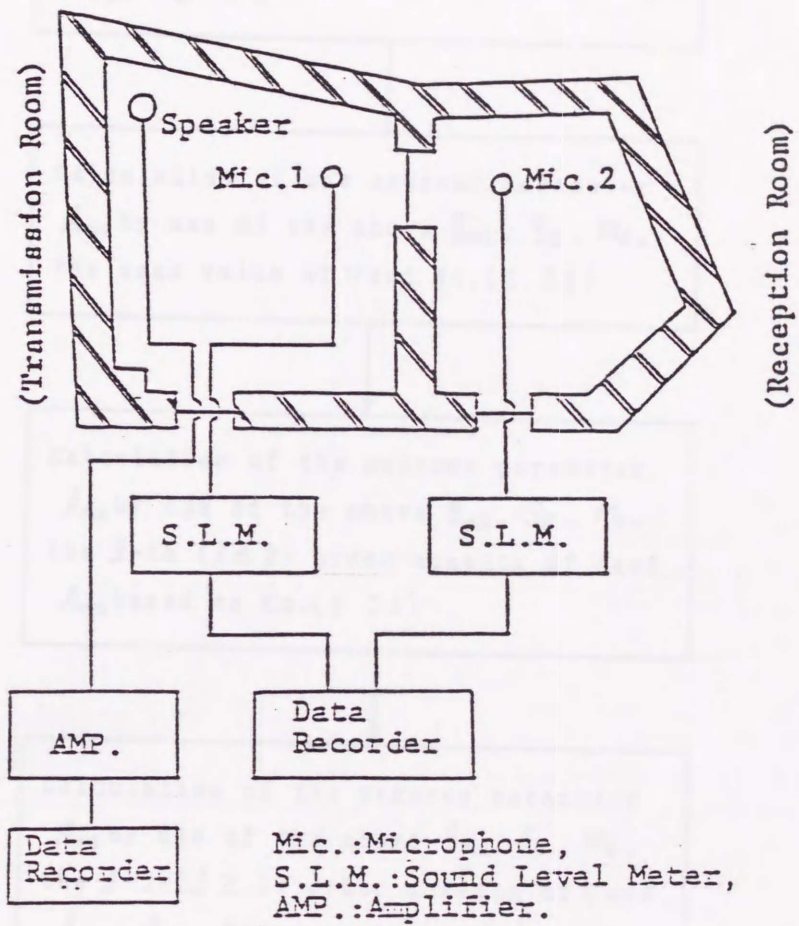 (Transmission Room)
Speaker
Mic.1
Mic.2
(Reception Room)
S.L.M.
S.L.M.
AMP.
Data
Recorder
Data
Recorder
Mic.:Microphone,
S.L.M.:Sound Level Meter,
AMP.:Amplifier.